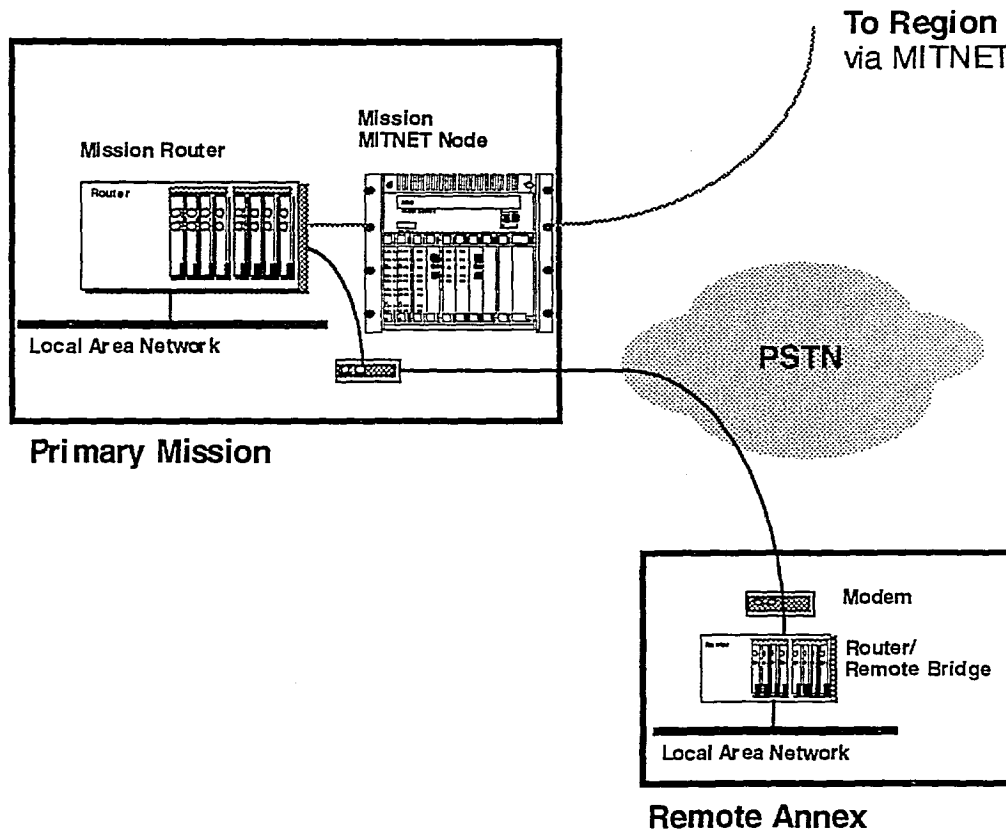 To Region
via MITNET
Mission
MITNET Node
Mission Router
Router
Local Area Network
PSTN
Primary Mission
Modem
Router/
Remote Bridge
Local Area Network
Remote Annex